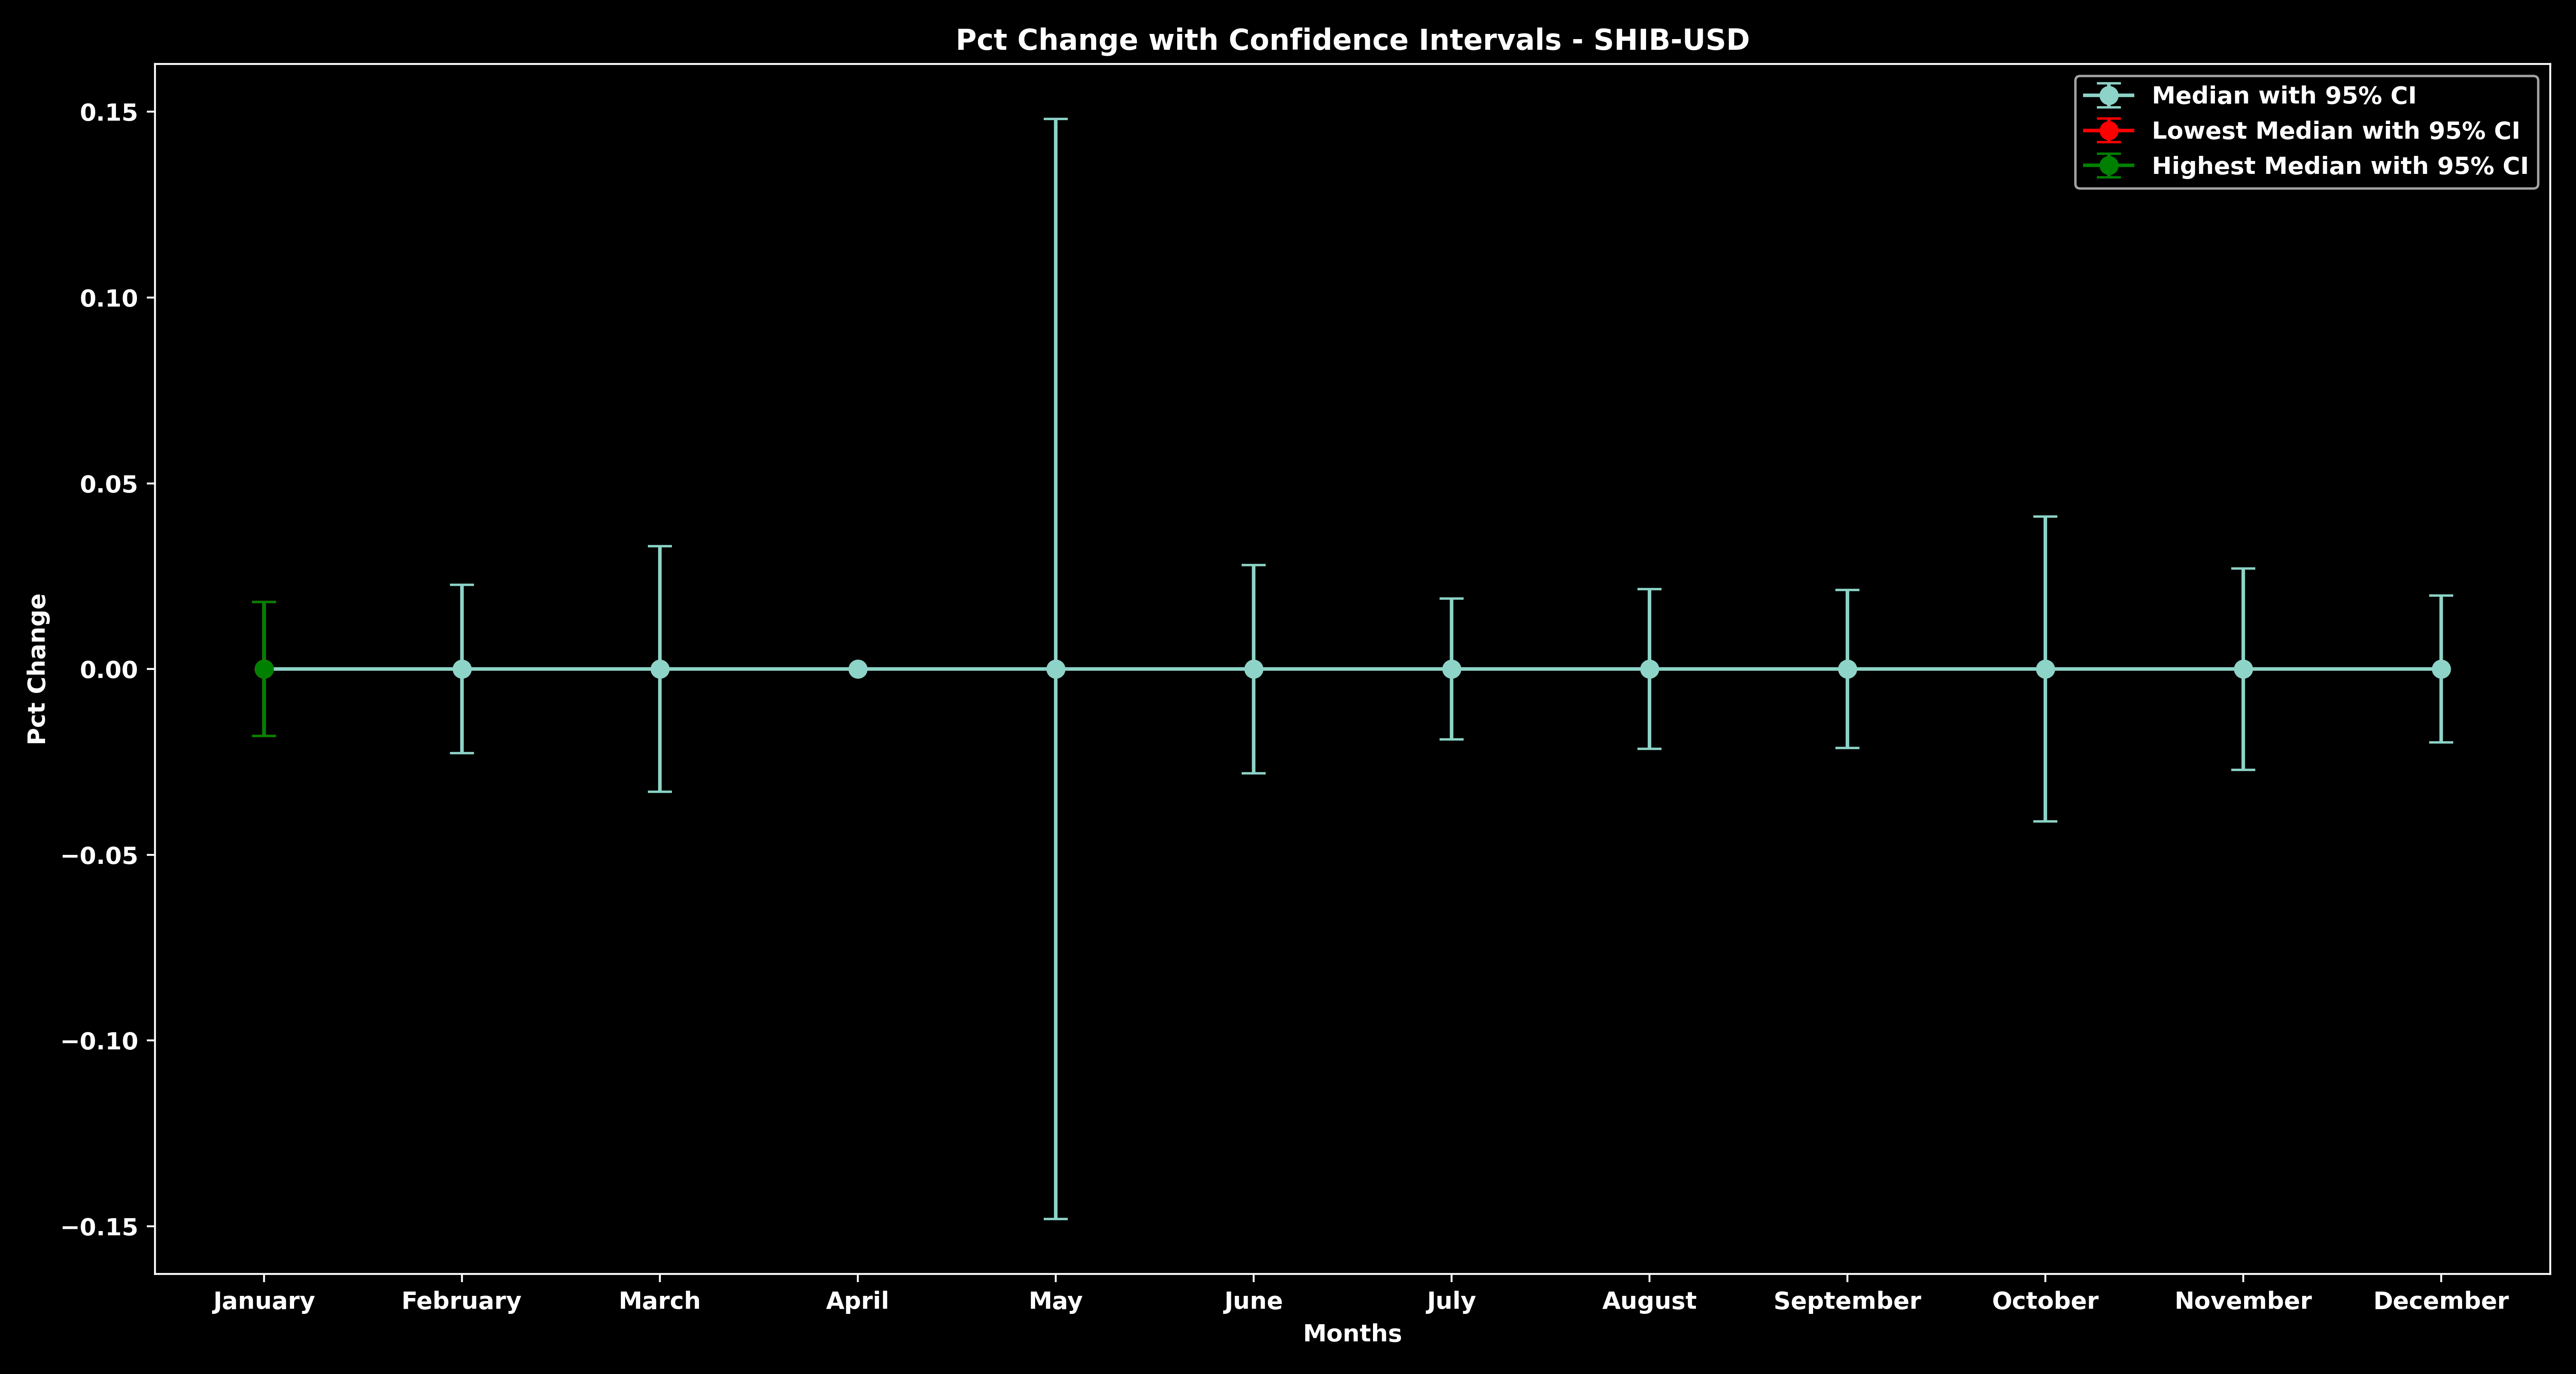 Pct Change with Confidence Intervals - SHIB-USD
Median with 95% CI
Lowest Median with 95% CI
Highest Median with 95% CI
Pct Change
0.15
0.10
0.05
0.00
−0.05
−0.10
−0.15
January February March April May June July August September October November December
Months